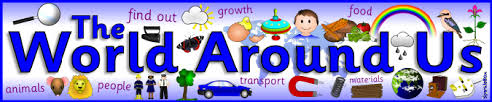 The
find out
growth
food
World Around Us
animals
people
transport
materials